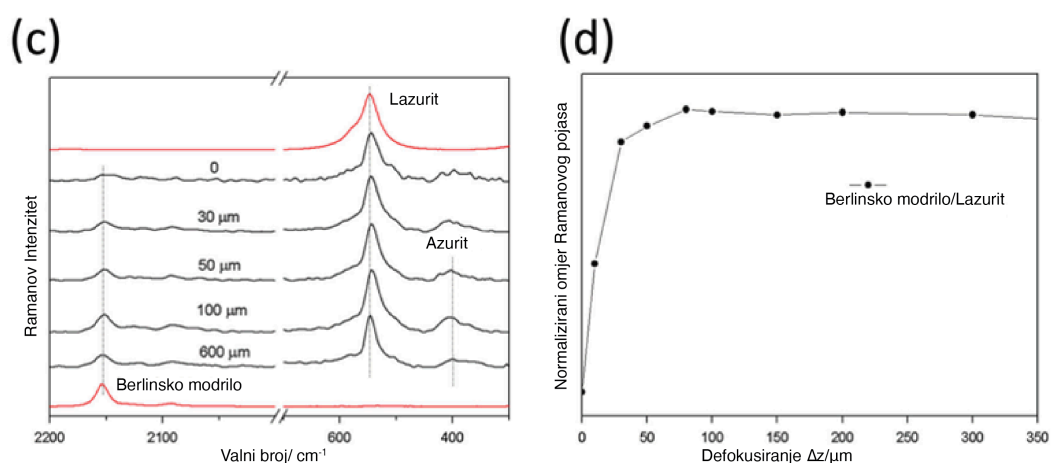 (c)
Ramanov Intenzitet
Lazurit
0
30 µm
50 µm
Azurit
100 µm
600 µm
Berlinsko modrilo
2200 2100 600 400
Valni broj/ cm⁻¹
(d)
Normalizirani omjer Ramanovog pojasa
Berlinsko modrilo/Lazurit
0 50 100 150 200 250 300 350
Defokusiranje Δz/µm